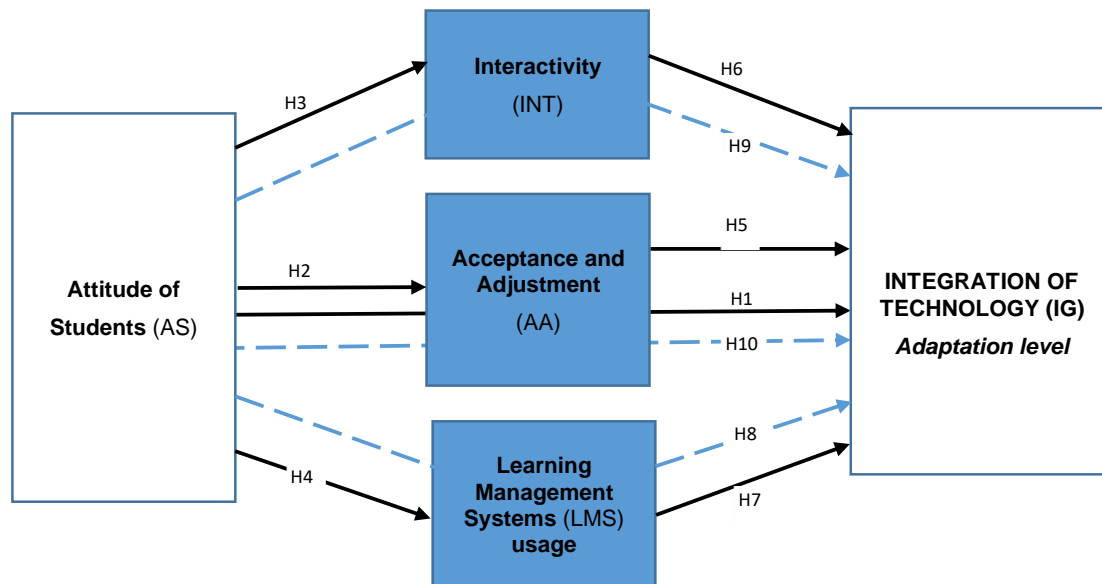 Interactivity
(INT)
H6
H3
H9
H5
Acceptance and
Adjustment
(AA)
H2
H1
Attitude of
Students (AS)
INTEGRATION OF
TECHNOLOGY (IG)
Adaptation level
H10
H8
H4
Learning
Management
Systems (LMS)
usage
H7